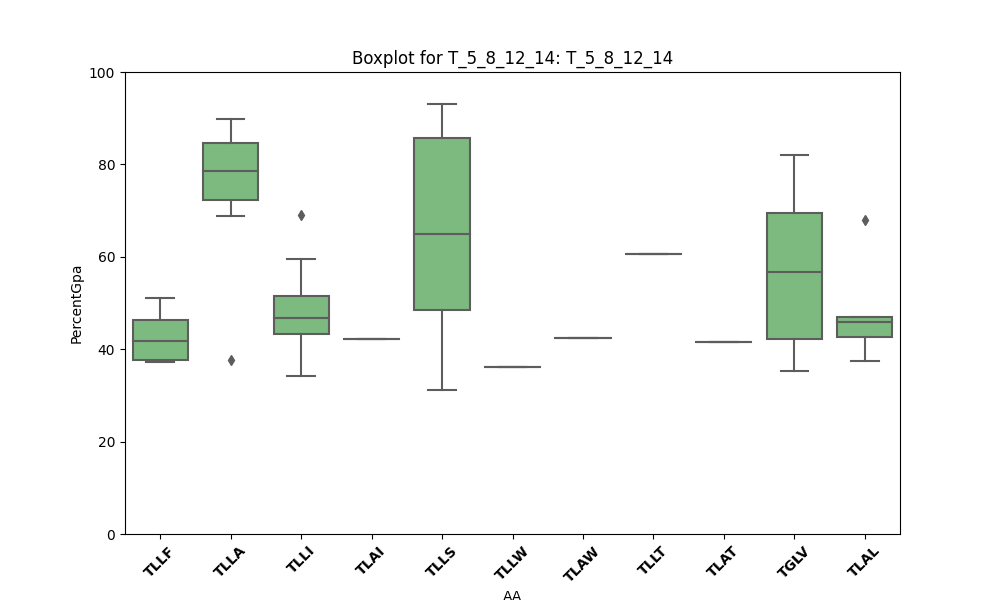 Boxplot for T_5_8_12_14: T_5_8_12_14
100
80
60
40
20
0
PercentGpa
TLLF TLLA TLLI TLAI TLLS TLLW TLAW TLLT TLAT TGLV TLAL
AA